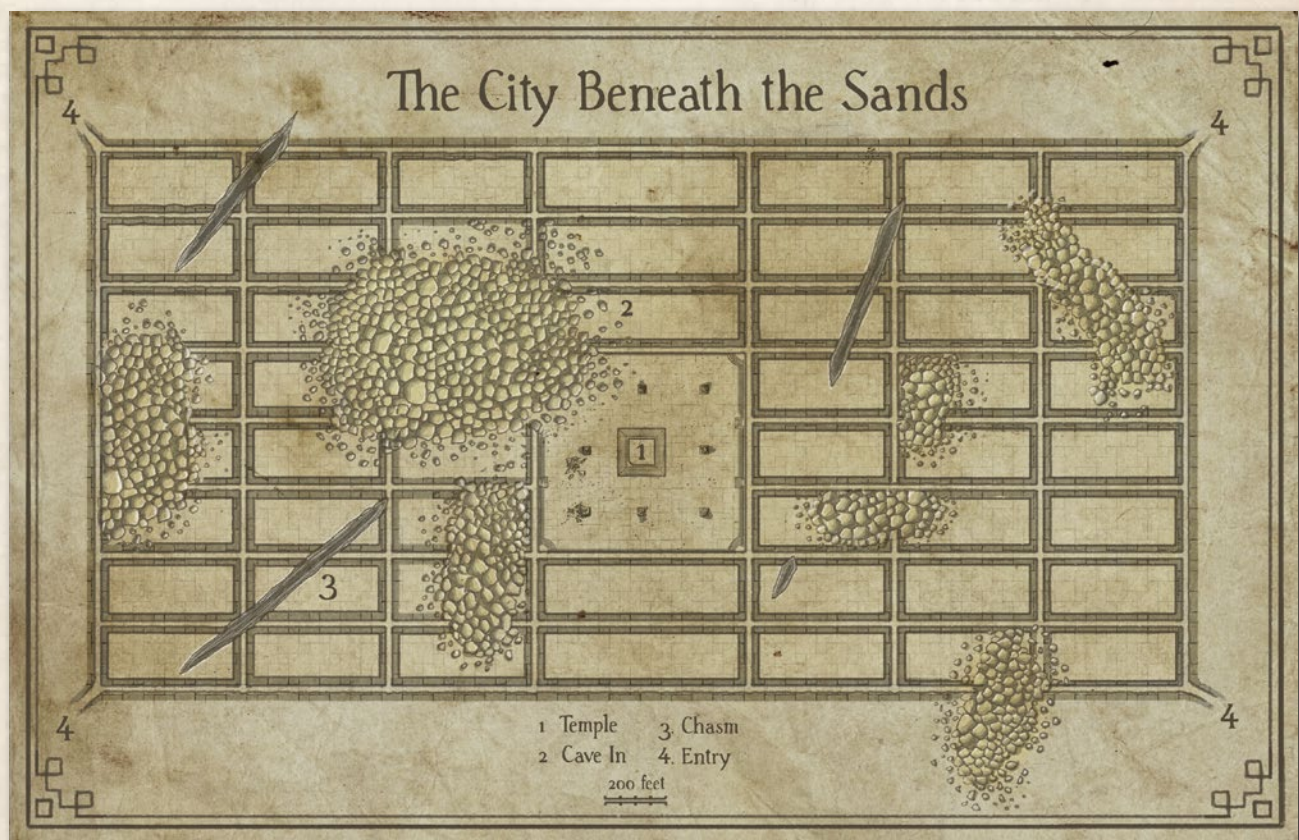 The City Beneath the Sands
4
4
2
1
3
4
4
1 Temple 3. Chasm
2 Cave In 4. Entry
200 feet